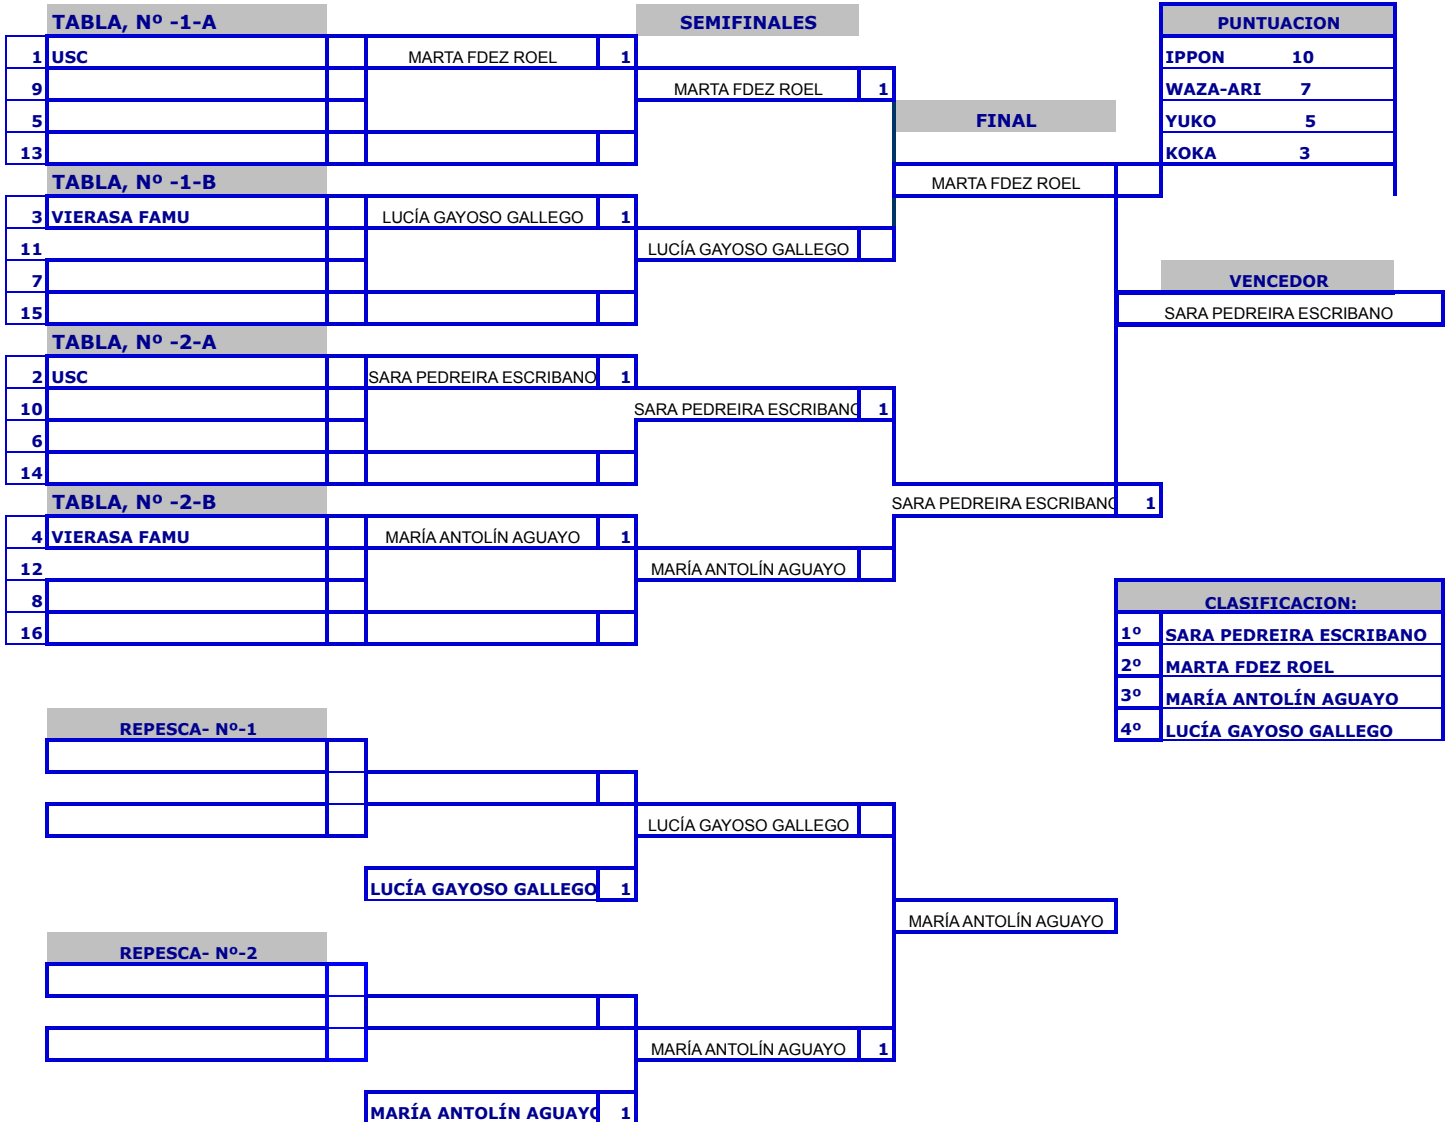 TABLA, Nº -1-A SEMIFINALES PUNTUACION
1 USC MARTA FDEZ ROEL 1 IPPON 10
9 MARTA FDEZ ROEL 1 WAZA-ARI 7
5 FINAL YUKO 5
13 KOKA 3
TABLA, Nº -1-B MARTA FDEZ ROEL
3 VIERASA FAMU LUCÍA GAYOSO GALLEGO 1
11 LUCÍA GAYOSO GALLEGO
7 VENCEDOR
15 SARA PEDREIRA ESCRIBANO
TABLA, Nº -2-A
2 USC SARA PEDREIRA ESCRIBANO 1
10 SARA PEDREIRA ESCRIBANO 1
6
14
TABLA, Nº -2-B SARA PEDREIRA ESCRIBANO 1
4 VIERASA FAMU MARÍA ANTOLÍN AGUAYO 1
12 MARÍA ANTOLÍN AGUAYO
8 CLASIFICACION:
16 1º SARA PEDREIRA ESCRIBANO
2º MARTA FDEZ ROEL
3º MARÍA ANTOLÍN AGUAYO
REPESCA- Nº-1 4º LUCÍA GAYOSO GALLEGO
LUCÍA GAYOSO GALLEGO
LUCÍA GAYOSO GALLEGO 1
MARÍA ANTOLÍN AGUAYO
REPESCA- Nº-2
MARÍA ANTOLÍN AGUAYO 1
MARÍA ANTOLÍN AGUAYO 1